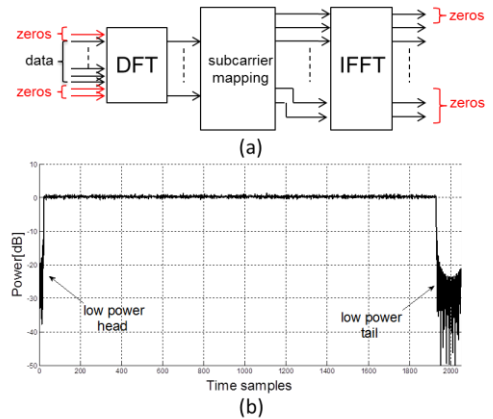 zeros
data
zeros
DFT
subcarrier
mapping
IFFT
zeros
zeros
(a)
10
0
-10
-20
-30
-40
-50
Power[dB]
low power
head
low power
tail
0 200 400 600 800 1000 1200 1400 1600 1800 2000
Time samples
(b)